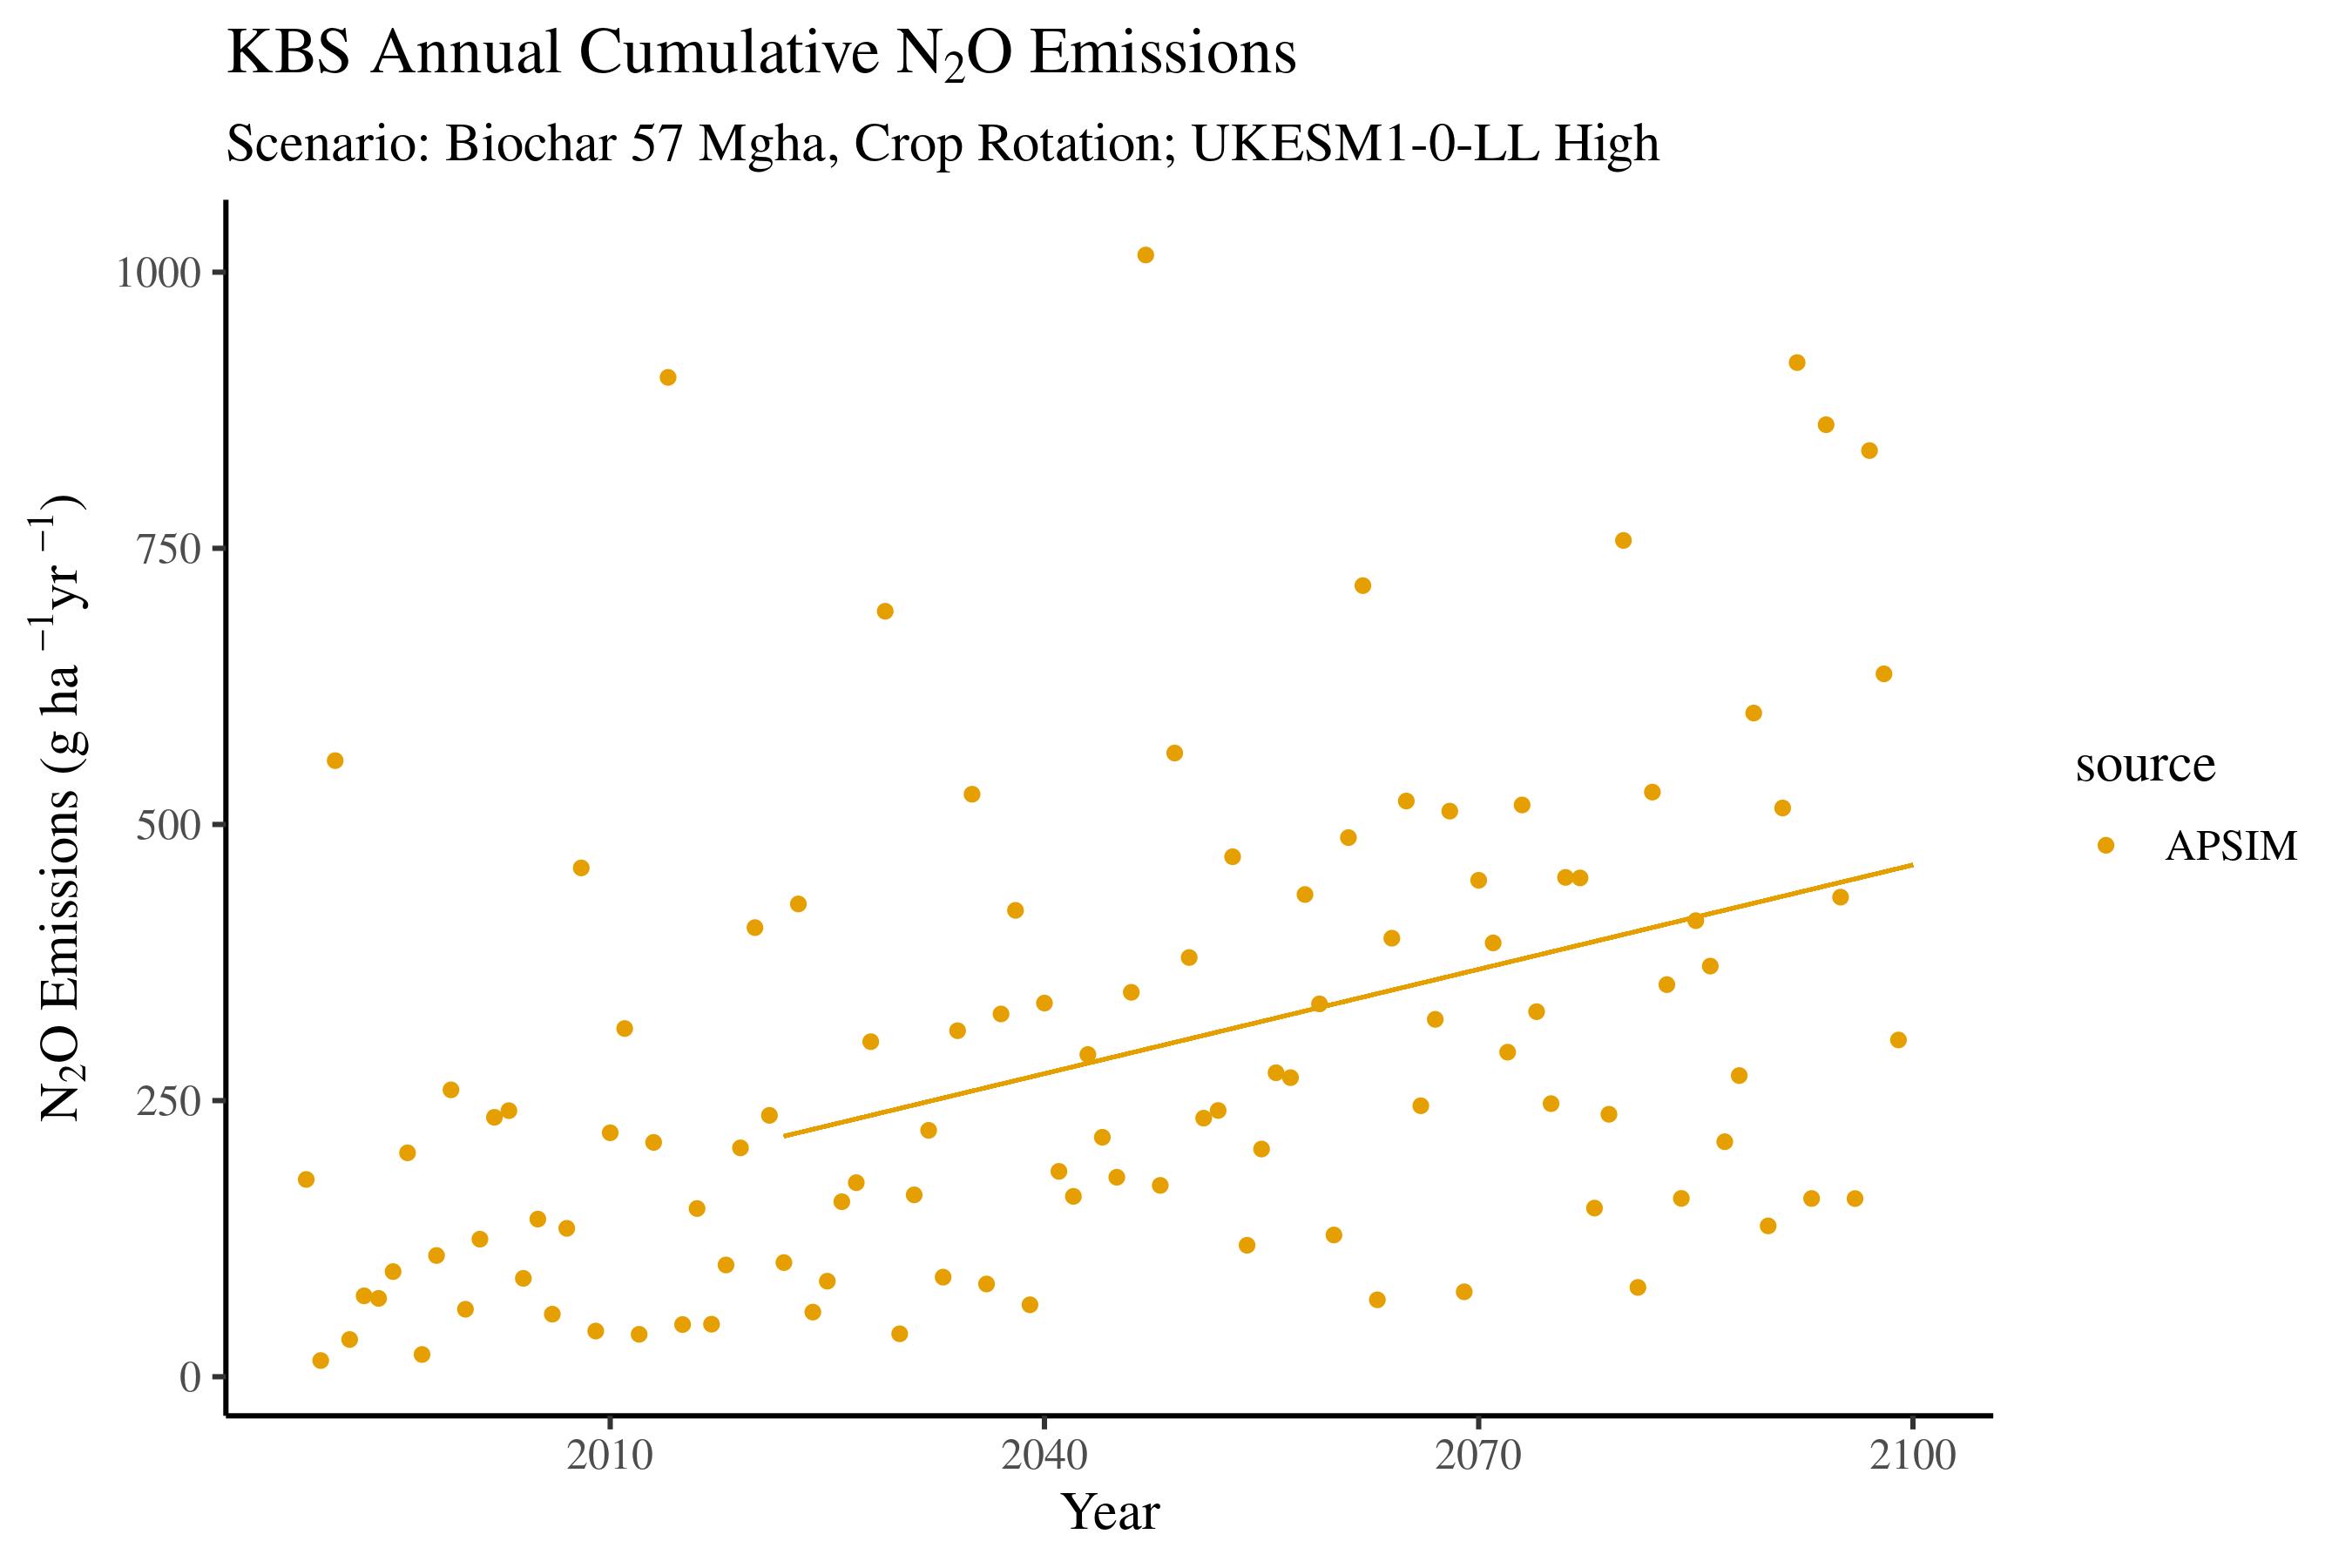 KBS Annual Cumulative N₂O Emissions
Scenario: Biochar 57 Mgha, Crop Rotation; UKESM1-0-LL High
N₂O Emissions (g ha⁻¹yr⁻¹)
1000
750
500
250
0
2010 2040 2070 2100
Year
source
APSIM